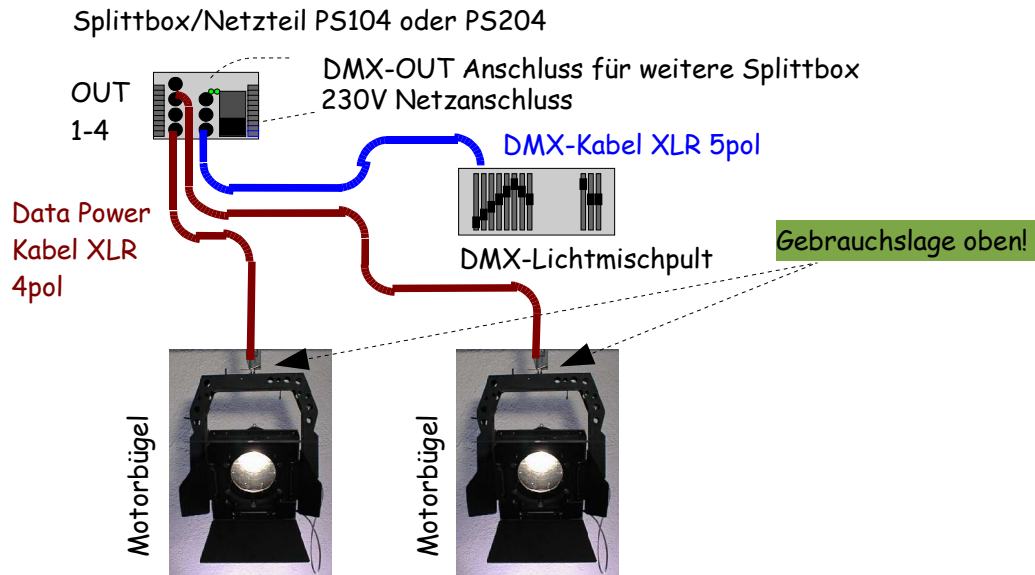 Splittbox/Netzteil PS104 oder PS204
DMX-OUT Anschluss für weitere Splittbox
230V Netzanschluss
OUT
1-4
DMX-Kabel XLR 5pol
Data Power
Kabel XLR
4pol
DMX-Lichtmischpult
Gebrauchslage oben!
Motorbügel
Motorbügel